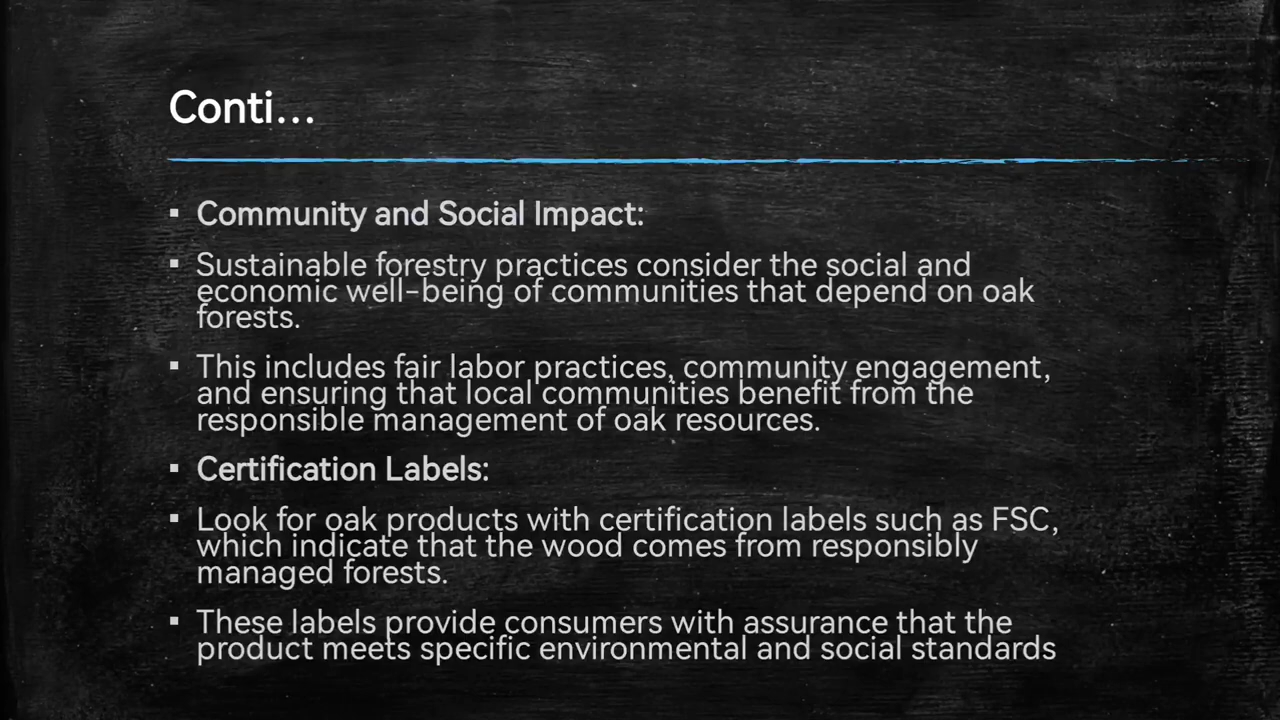 Conti...
▪ Community and Social Impact:
▪ Sustainable forestry practices consider the social and
economic well-being of communities that depend on oak
forests.
▪ This includes fair labor practices, community engagement,
and ensuring that local communities benefit from the
responsible management of oak resources.
▪ Certification Labels:
▪ Look for oak products with certification labels such as FSC,
which indicate that the wood comes from responsibly
managed forests.
▪ These labels provide consumers with assurance that the
product meets specific environmental and social standards